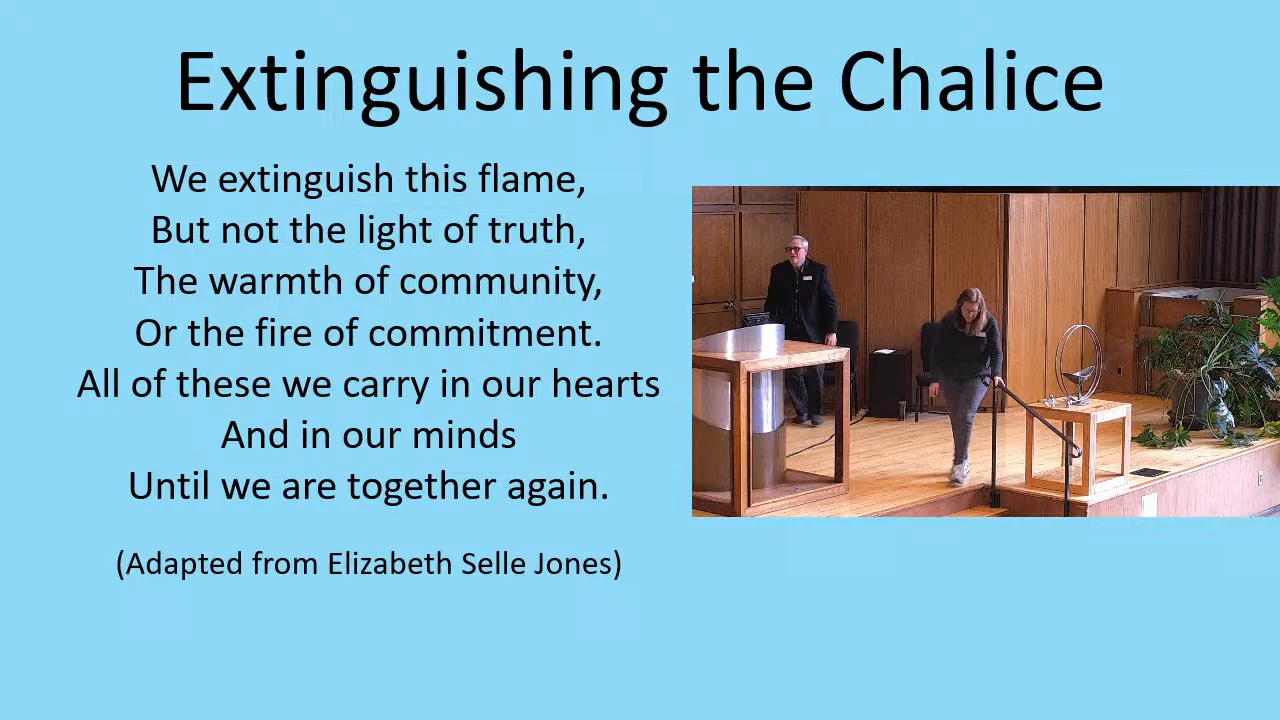 Extinguishing the Chalice
We extinguish this flame,
But not the light of truth,
The warmth of community,
Or the fire of commitment.
All of these we carry in our hearts
And in our minds
Until we are together again.
(Adapted from Elizabeth Selle Jones)